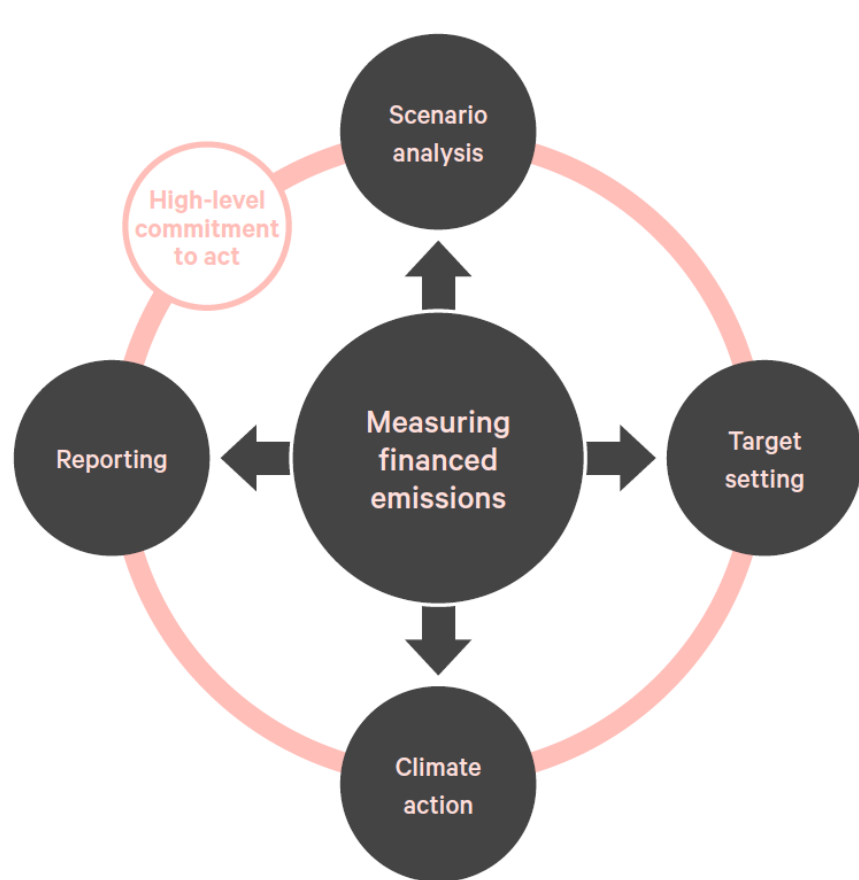 Scenario
analysis
High-level
commitment
to act
Measuring
financed
emissions
Reporting
Target
setting
Climate
action